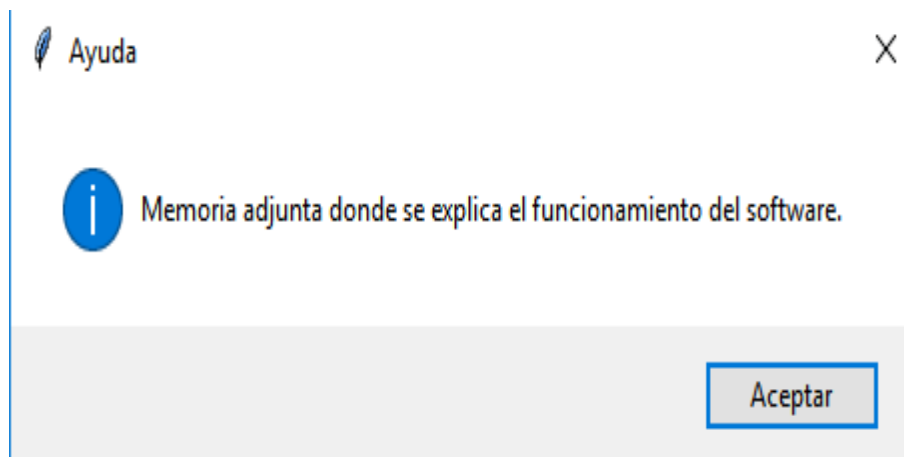 Ayuda
Memoria adjunta donde se explica el funcionamiento del software.
Aceptar